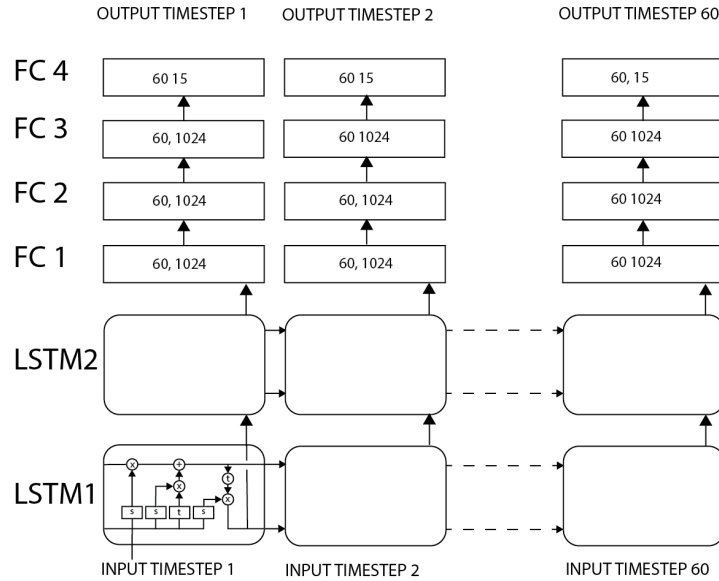 OUTPUT TIMESTEP 1 OUTPUT TIMESTEP 2 OUTPUT TIMESTEP 60
FC 4 60 15 60 15 60, 15
FC 3 60, 1024 60 1024 60 1024
FC 2 60, 1024 60, 1024 60 1024
FC 1 60, 1024 60, 1024 60 1024
LSTM2
x + t
x x
LSTM1 s s t s
INPUT TIMESTEP 1 INPUT TIMESTEP 2 INPUT TIMESTEP 60